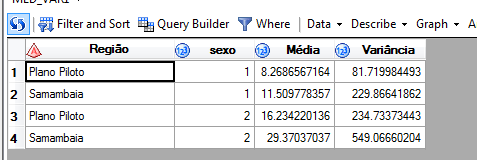 MED_VAR1
Filter and Sort Query Builder Where Data Describe Graph A
Região sexo Média Variância
1 Plano Piloto 1 8.2686567164 81.719984493
2 Samambaia 1 11.509778357 229.86641862
3 Plano Piloto 2 16.234220136 234.73373443
4 Samambaia 2 29.37037037 549.06660204